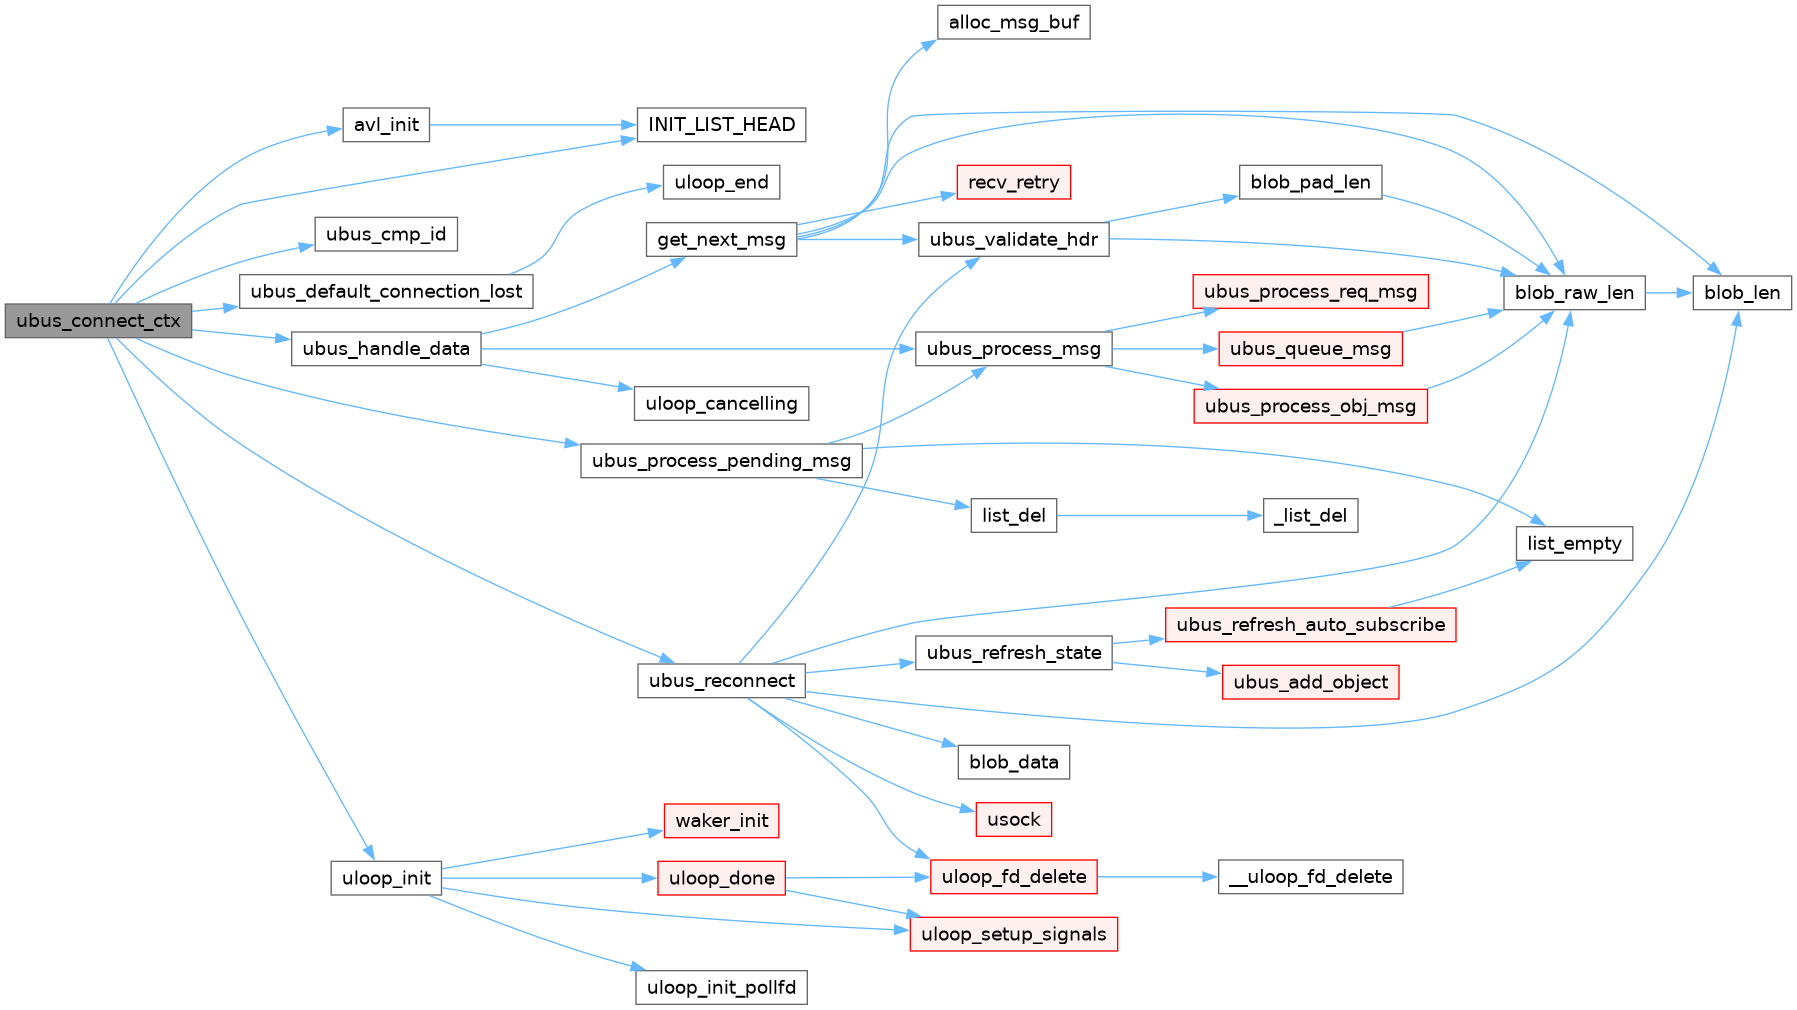 alloc_msg_buf
avl_init
INIT_LIST_HEAD
uloop_end
recv_retry
blob_pad_len
ubus_cmp_id
get_next_msg
ubus_validate_hdr
ubus_default_connection_lost
ubus_process_req_msg
blob_raw_len
blob_len
ubus_connect_ctx
ubus_handle_data
ubus_process_msg
ubus_queue_msg
uloop_cancelling
ubus_process_obj_msg
ubus_process_pending_msg
list_del
_list_del
list_empty
ubus_refresh_auto_subscribe
ubus_refresh_state
ubus_reconnect
ubus_add_object
blob_data
waker_init
usock
uloop_init
uloop_done
uloop_fd_delete
__uloop_fd_delete
uloop_setup_signals
uloop_init_pollfd